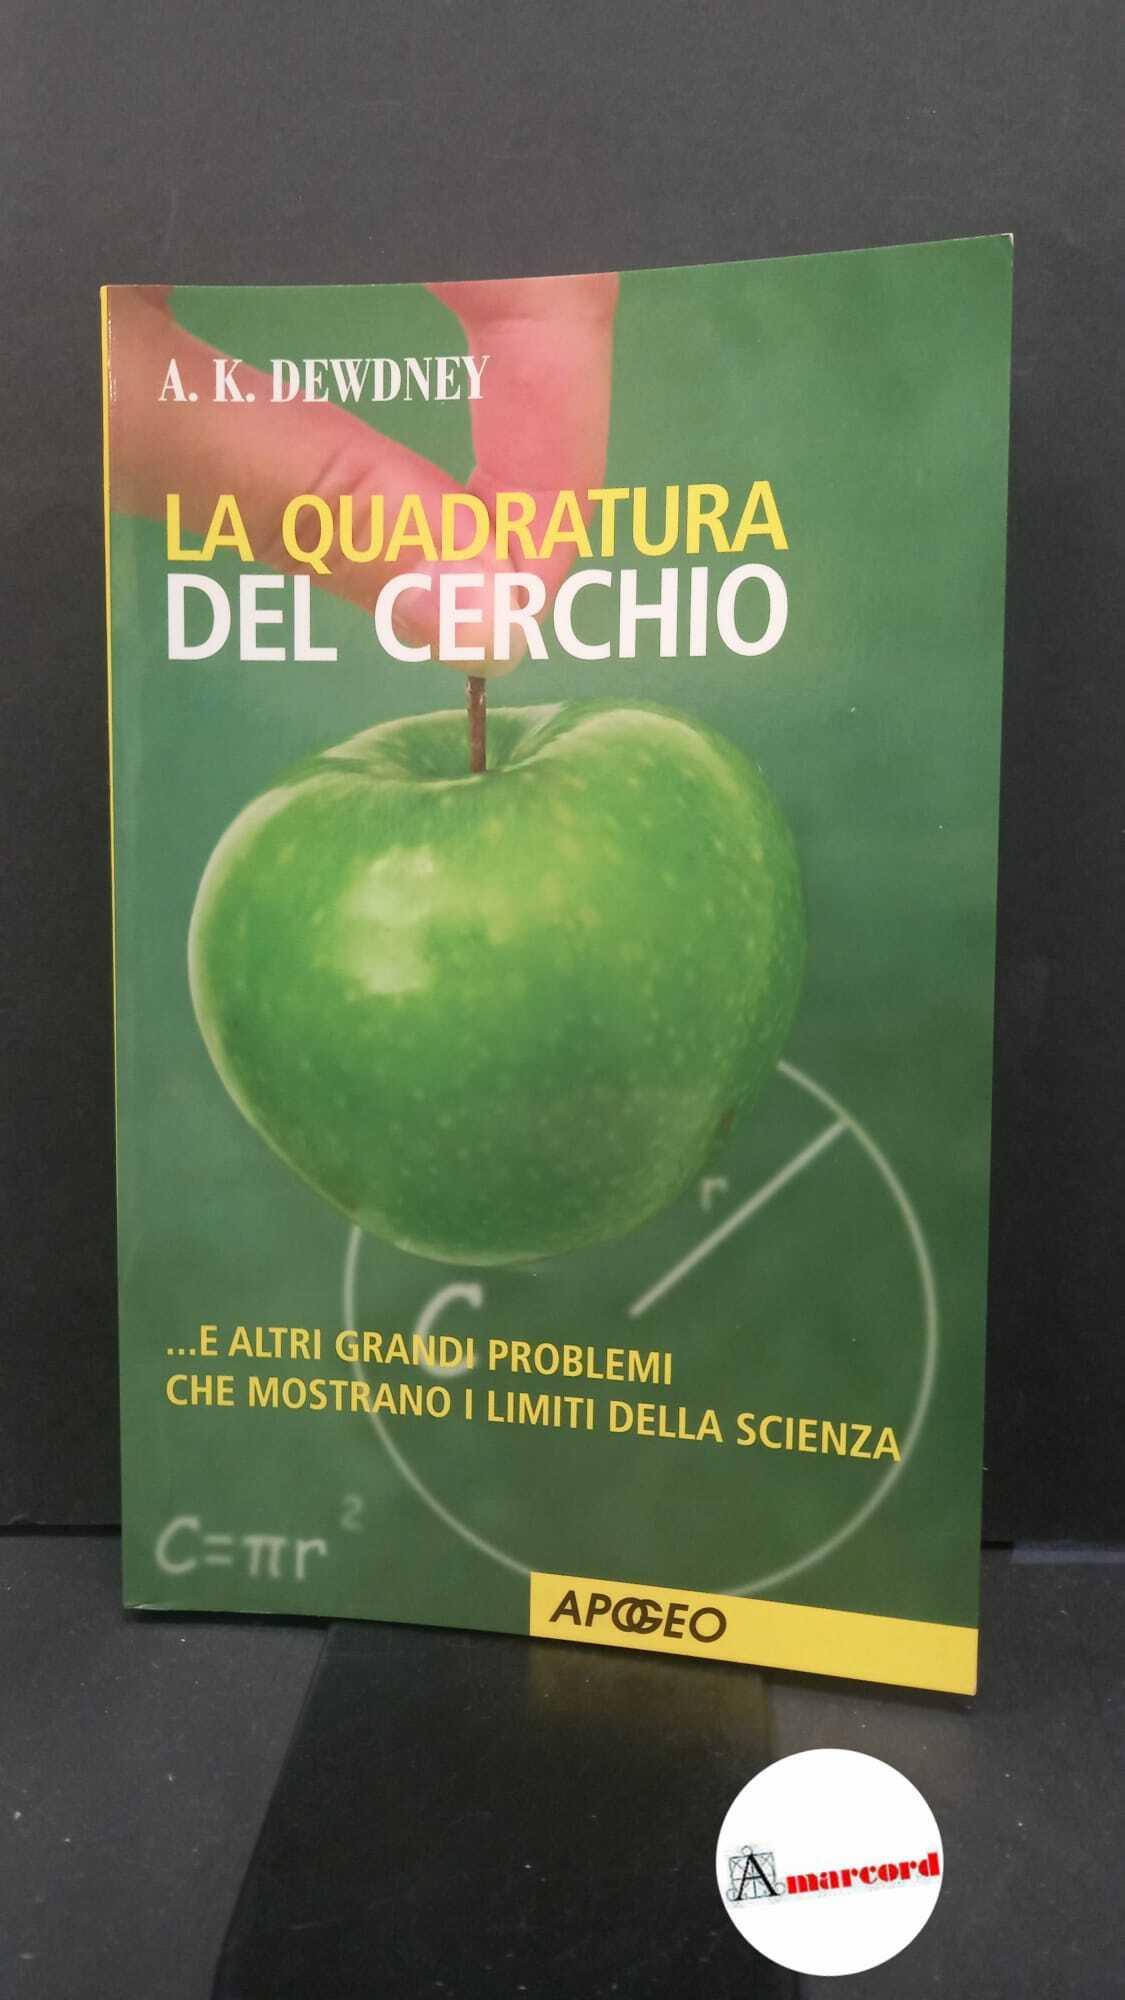 A. K. DEWDNEY
LA QUADRATURA
DEL CERCHIO
r
C
...E ALTRI GRANDI PROBLEMI
CHE MOSTRANO I LIMITI DELLA SCIENZA
C=πr²
APOGEO
Amarcord